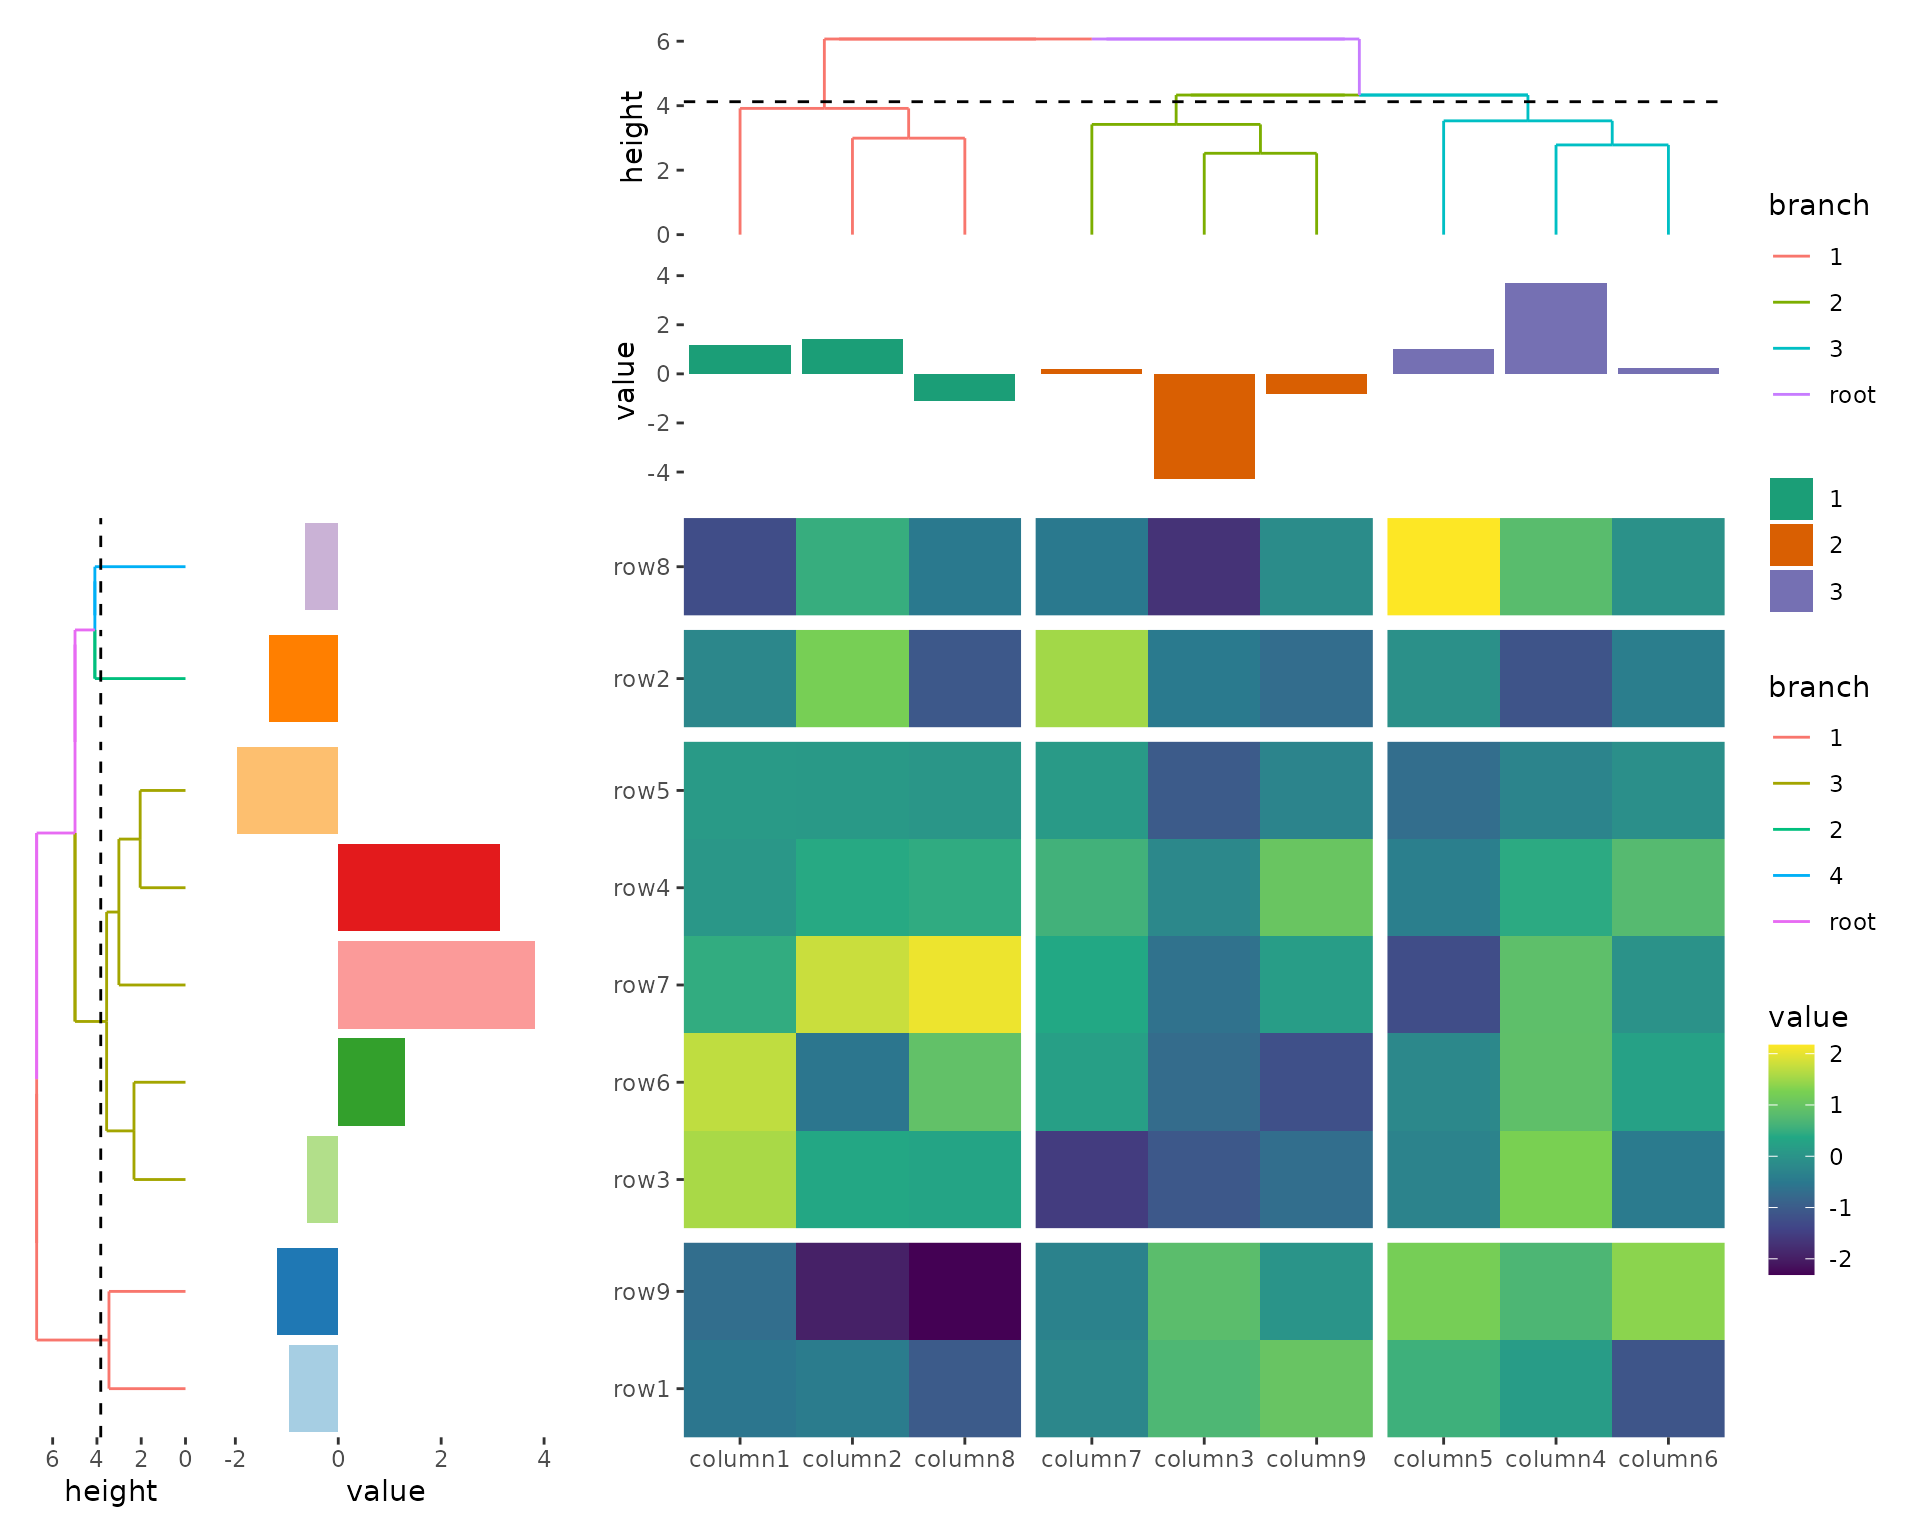 6
4
2
0
height
4
2
0
-2
-4
value
branch
1
2
3
root
1
2
3
branch
1
3
2
4
root
value
2
1
0
-1
-2
row8
row2
row5
row4
row7
row6
row3
row9
row1
6 4 2 0
height
-2 0 2 4
value
column1 column2 column8 column7 column3 column9 column5 column4 column6